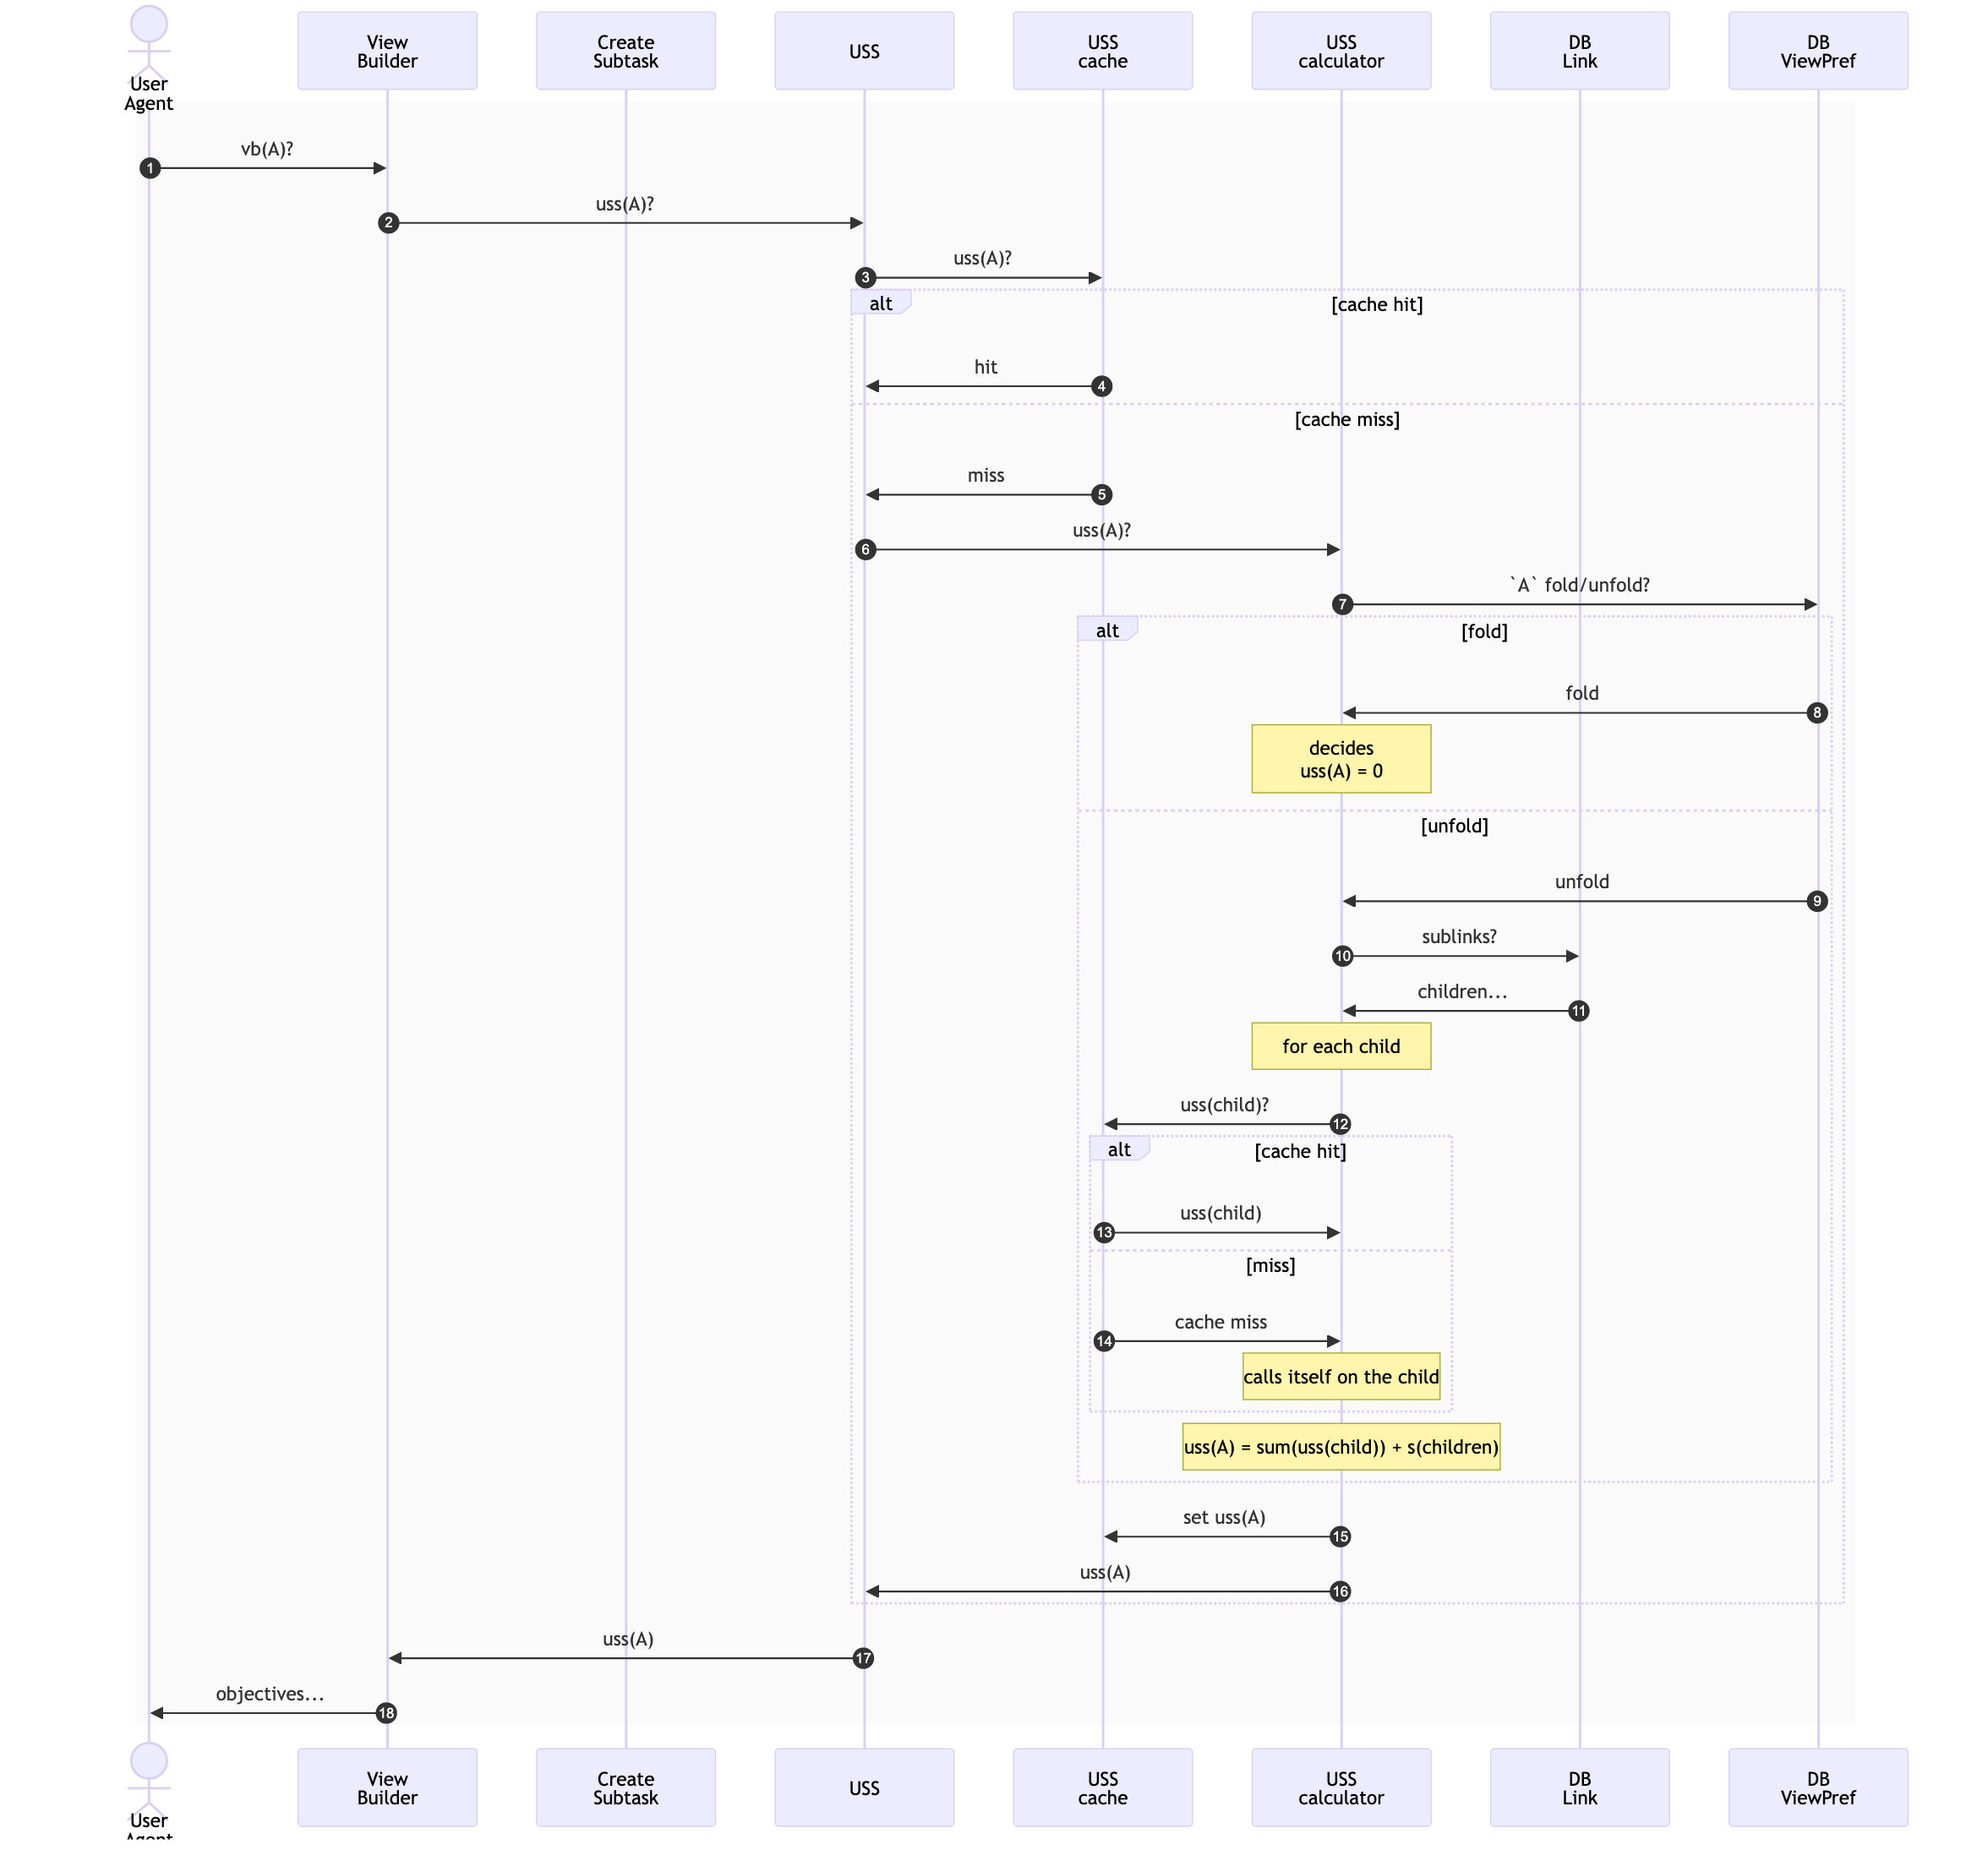 User
Agent
View
Builder
Create
Subtask
USS
USS
cache
USS
calculator
DB
Link
DB
ViewPref
vb(A)?
1
uss(A)?
2
uss(A)?
3
alt
[cache hit]
hit
4
[cache miss]
miss
5
uss(A)?
6
`A` fold/unfold?
7
alt
[fold]
fold
8
decides
uss(A) = 0
[unfold]
unfold
9
sublinks?
10
children...
11
for each child
uss(child)?
12
alt
[cache hit]
uss(child)
13
[miss]
cache miss
14
calls itself on the child
uss(A) = sum(uss(child)) + s(children)
set uss(A)
15
uss(A)
16
uss(A)
17
objectives...
18
User
Agent
View
Builder
Create
Subtask
USS
USS
cache
USS
calculator
DB
Link
DB
ViewPref